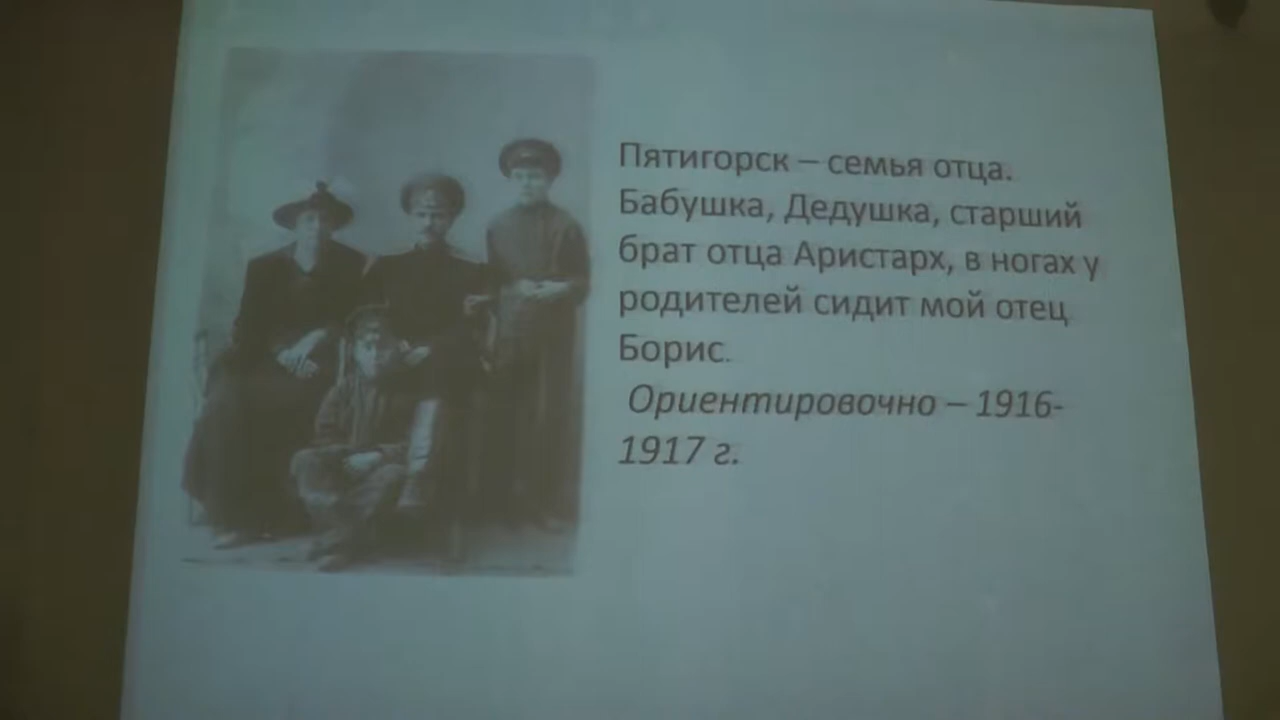 Пятигорск – семья отца.
Бабушка, Дедушка, старший
брат отца Аристарх, в ногах у
родителей сидит мой отец
Борис.
Ориентировочно – 1916-
1917 г.